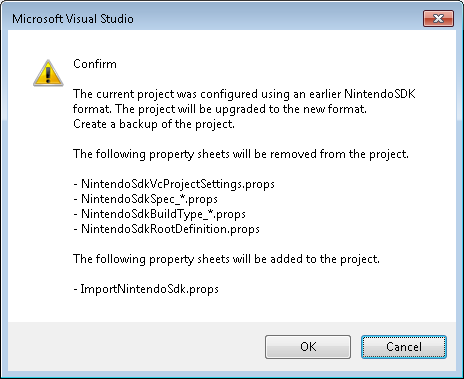 Microsoft Visual Studio
Confirm
The current project was configured using an earlier NintendoSDK
format. The project will be upgraded to the new format.
Create a backup of the project.
The following property sheets will be removed from the project.
- NintendoSdkVcProjectSettings.props
- NintendoSdkSpec_*.props
- NintendoSdkBuildType_*.props
- NintendoSdkRootDefinition.props
The following property sheets will be added to the project.
- ImportNintendoSdk.props
OK
Cancel